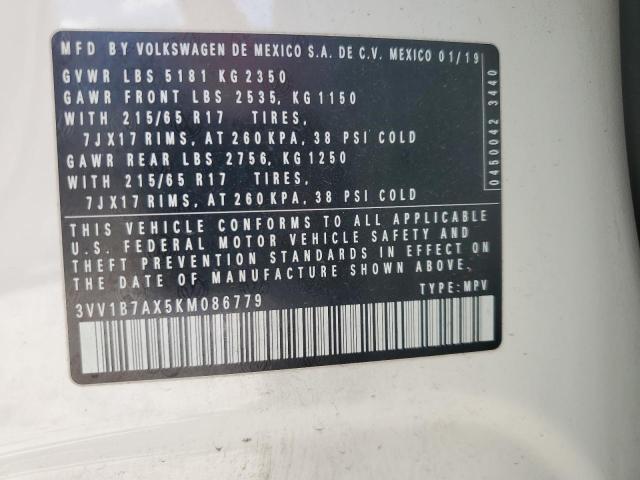 MFD BY VOLKSWAGEN DE MEXICO S.A. DE C.V. MEXICO 01/19
GVWR LBS 5181 KG 2350
GAWR FRONT LBS 2535, KG 1150
WITH 215/65 R17 TIRES,
7JX17 RIMS, AT 260 KPA, 38 PSI COLD
GAWR REAR LBS 2756, KG 1250
WITH 215/65 R17 TIRES,
7JX17 RIMS, AT 260 KPA, 38 PSI COLD
0450042 3440
THIS VEHICLE CONFORMS TO ALL APPLICABLE
U.S. FEDERAL MOTOR VEHICLE SAFETY AND
THEFT PREVENTION STANDARDS IN EFFECT ON
THE DATE OF MANUFACTURE SHOWN ABOVE.
3VV1B7AX5KM086779 TYPE: MPV